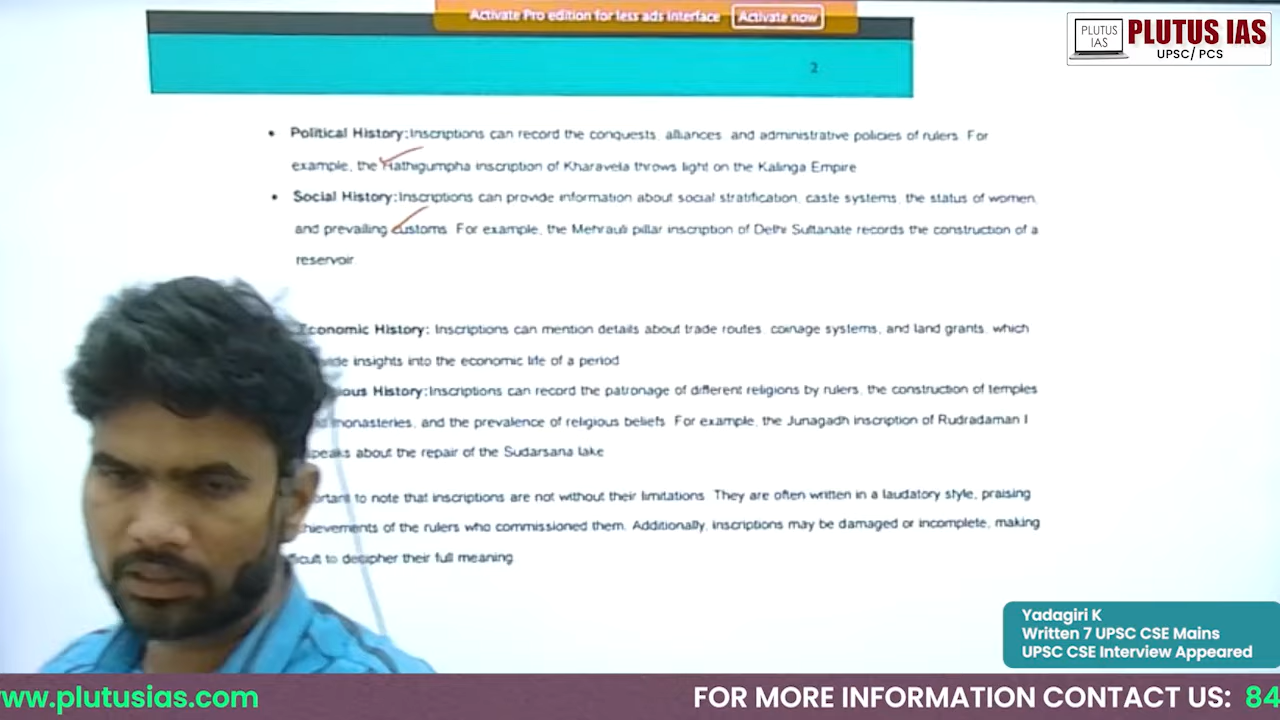 Activate Pro edition for less ads interface Activate now
PLUTUS IAS
PLUTUS IAS
UPSC/ PCS
2
• Political History: Inscriptions can record the conquests, alliances, and administrative policies of rulers. For
example, the Hathigumpha inscription of Kharavela throws light on the Kalinga Empire
• Social History: Inscriptions can provide information about social stratification, caste systems, the status of women,
and prevailing customs. For example, the Mehrauli pillar inscription of Delhi Sultanate records the construction of a
reservoir.
Economic History: Inscriptions can mention details about trade routes, coinage systems, and land grants, which
insights into the economic life of a period
History: Inscriptions can record the patronage of different religions by rulers, the construction of temples
monasteries, and the prevalence of religious beliefs. For example, the Junagadh inscription of Rudradaman I
speaks about the repair of the Sudarsana lake
to note that inscriptions are not without their limitations. They are often written in a laudatory style, praising
of the rulers who commissioned them. Additionally, inscriptions may be damaged or incomplete, making
to decipher their full meaning
Yadagiri K
Written 7 UPSC CSE Mains
UPSC CSE Interview Appeared
www.plutusias.com FOR MORE INFORMATION CONTACT US: 84